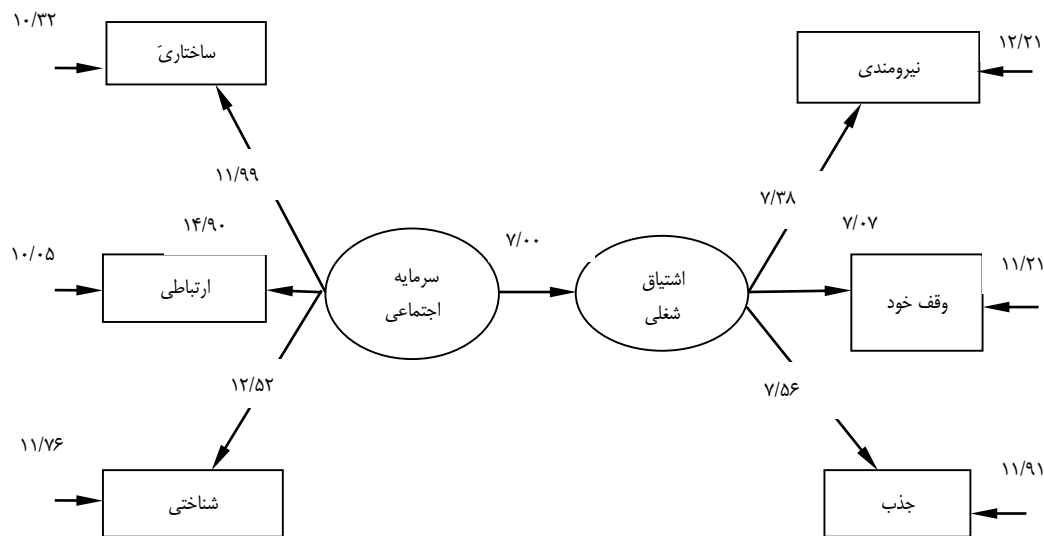 ۱۰/۳۲
ساختاریَ
۱۲/۲۱
نیرومندی
۱۱/۹۹
۷/۳۸
۱۴/۹۰
۷/۰۷
۱۰/۰۵
ارتباطی
سرمایه
اجتماعی
۷/۰۰
اشتیاق
شغلی
وقف خود
۱۱/۲۱
۱۲/۵۲
۷/۵۶
۱۱/۷۶
شناختی
جذب
۱۱/۹۱